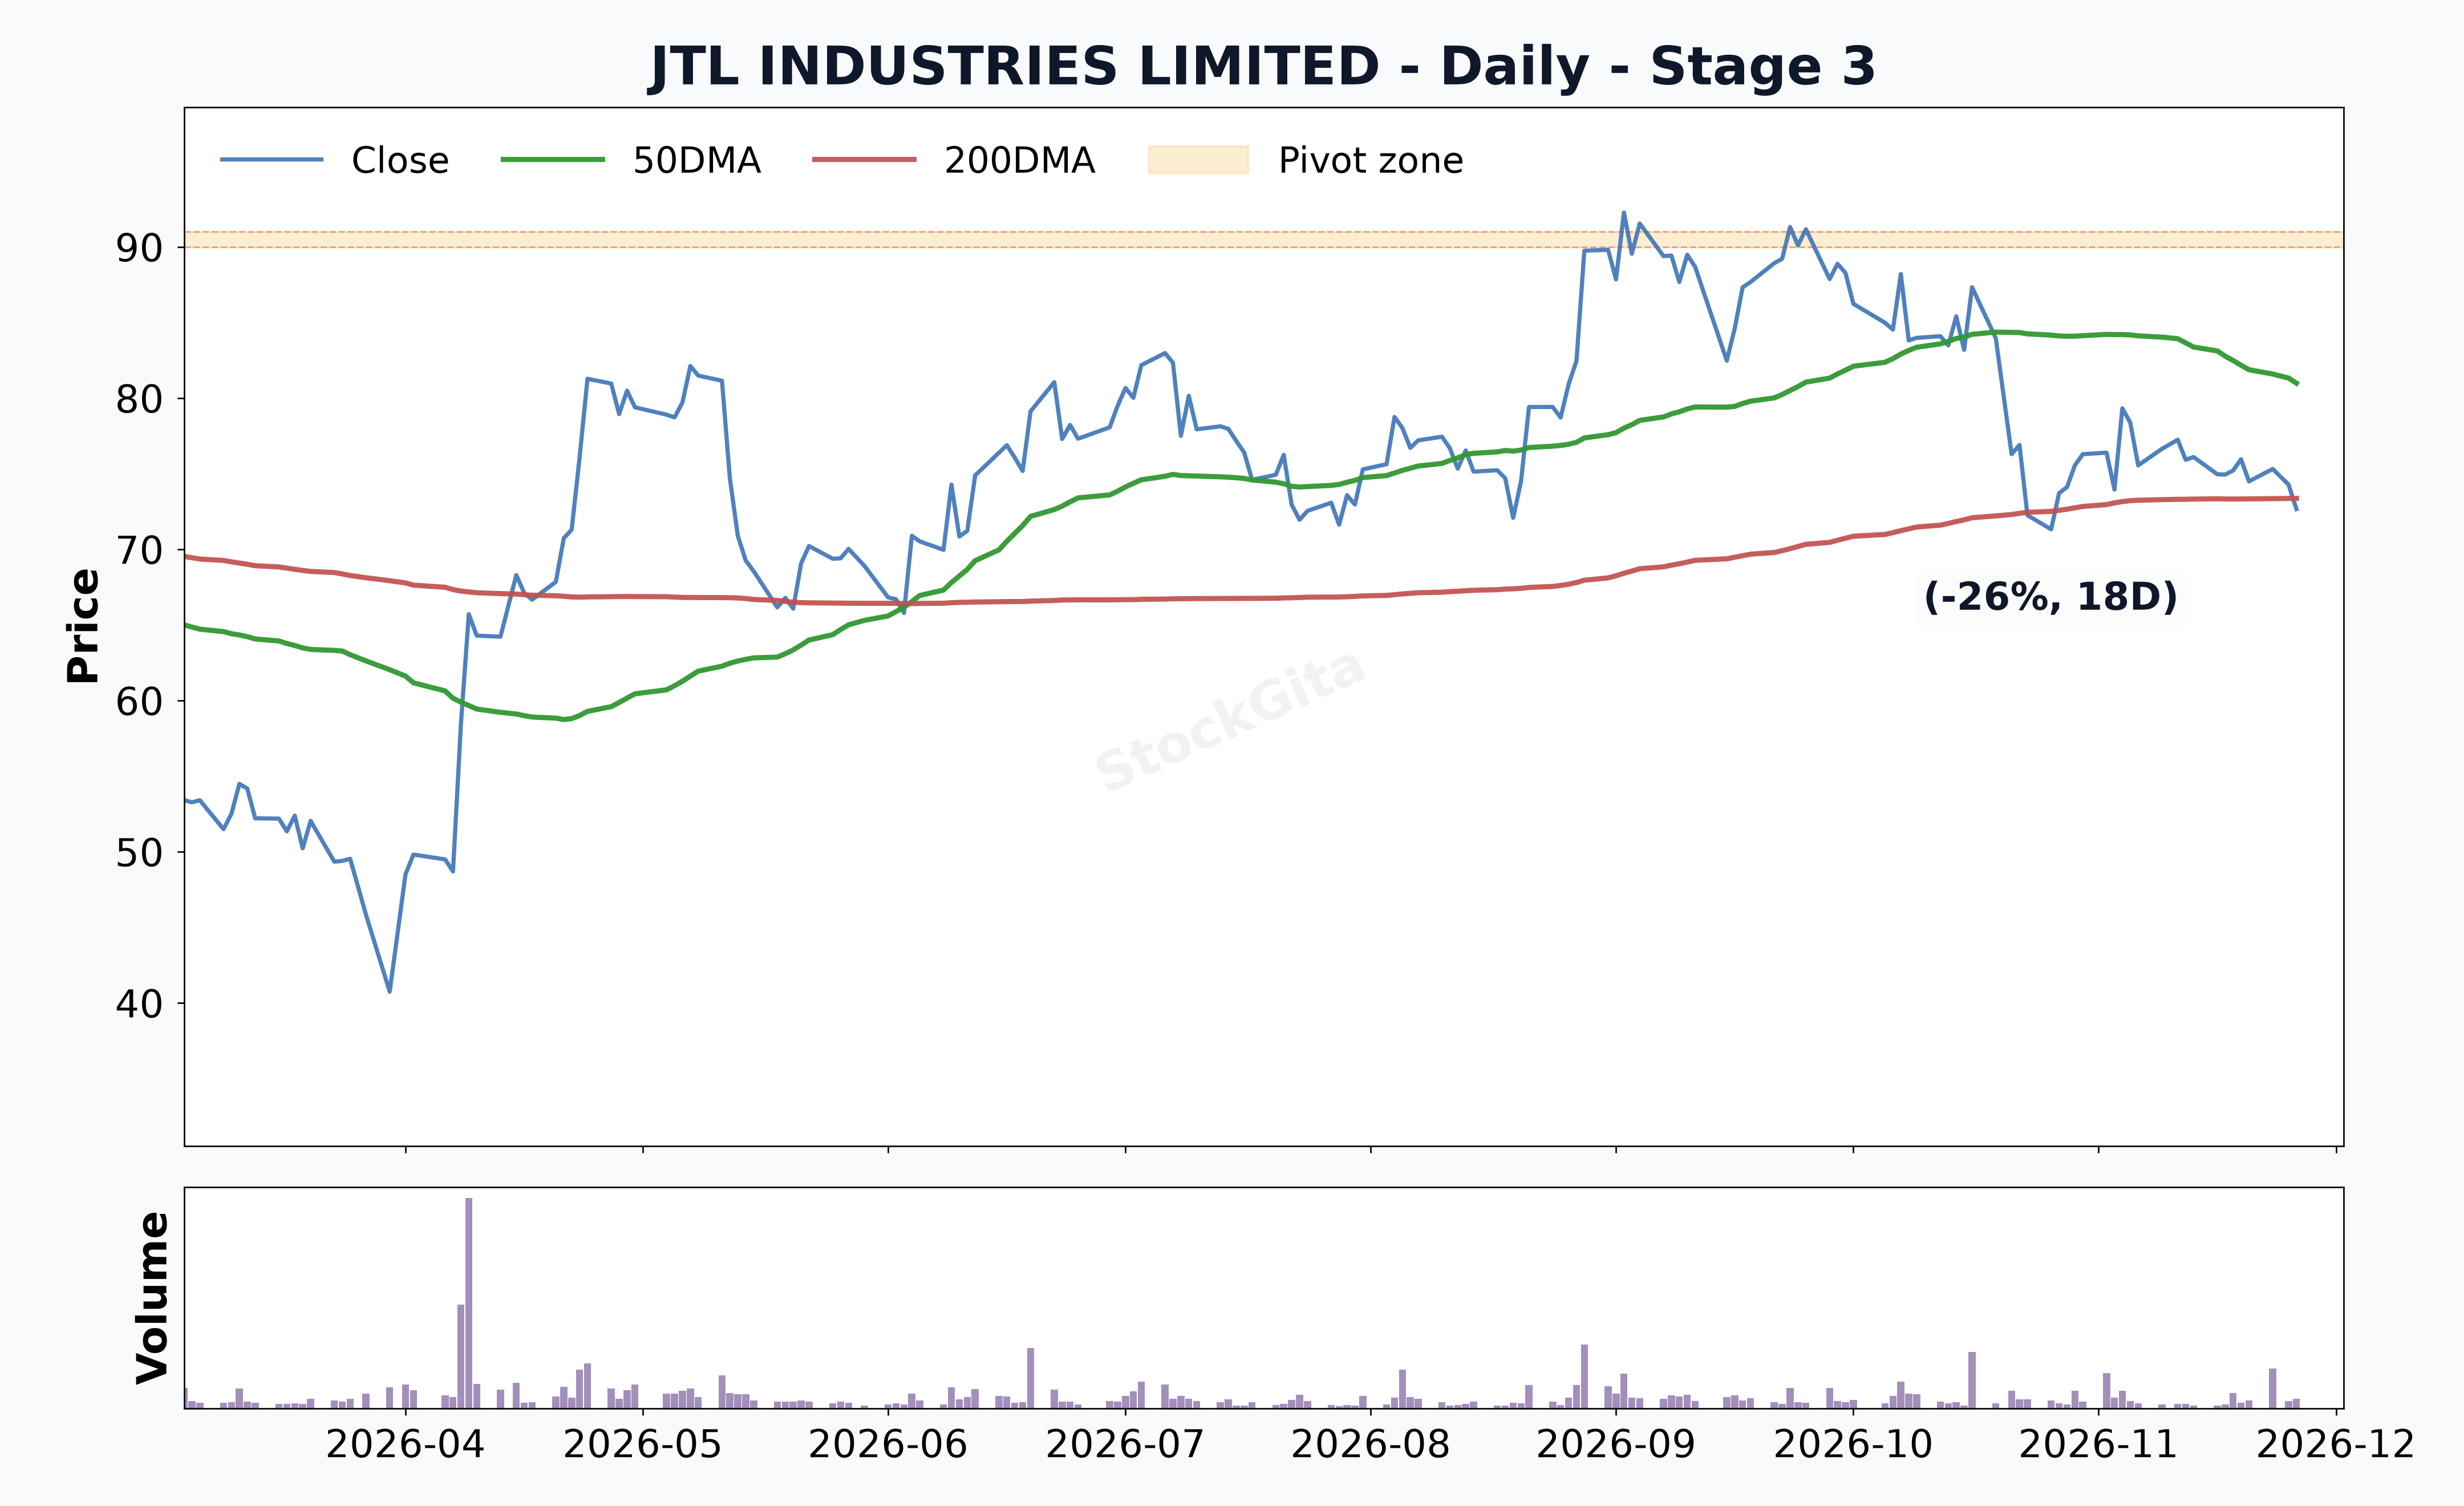 JTL INDUSTRIES LIMITED - Daily - Stage 3
Close 50DMA 200DMA Pivot zone
90
80
70
60
50
40
Price
(-26%, 18D)
StockGita
Volume
2026-04 2026-05 2026-06 2026-07 2026-08 2026-09 2026-10 2026-11 2026-12